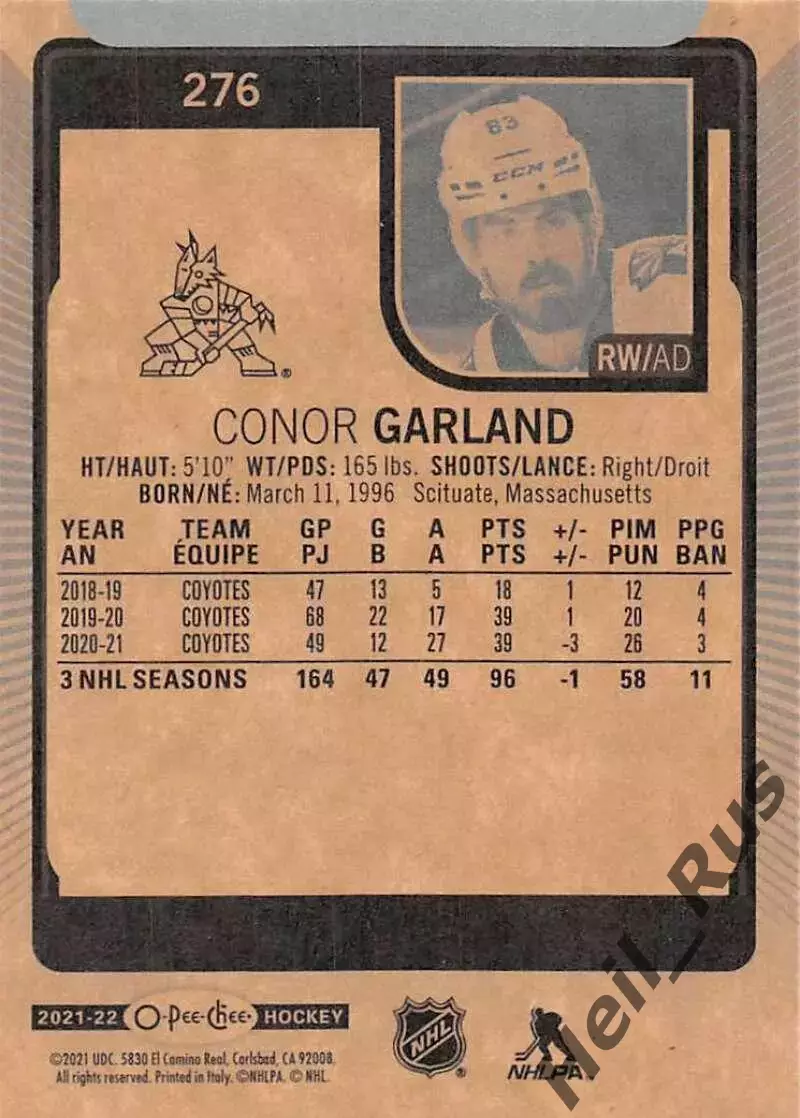 276
83
CCM
RW/AD
®
CONOR GARLAND
HT/HAUT: 5'10" WT/PDS: 165 lbs. SHOOTS/LANCE: Right/Droit
BORN/NÉ: March 11, 1996 Scituate, Massachusetts
YEAR TEAM GP G A PTS +/- PIM PPG
AN ÉQUIPE PJ B A PTS +/- PUN BAN
2018-19 COYOTES 47 13 5 18 1 12 4
2019-20 COYOTES 68 22 17 39 1 20 4
2020-21 COYOTES 49 12 27 39 -3 26 3
3 NHL SEASONS 164 47 49 96 -1 58 11
2021-22 O-Pee-Chee HOCKEY
©2021 UDC. 5830 El Camino Real, Carlsbad, CA 92008.
All rights reserved. Printed in Italy. ©NHLPA. © NHL.
NHL ®
NHLPA
Neil_Rus